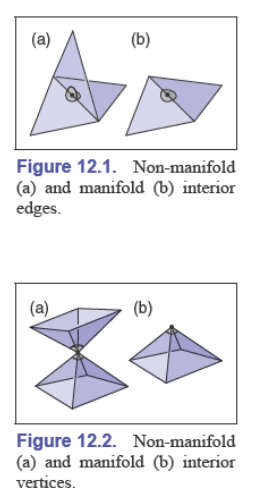 (a) (b)
Figure 12.1. Non-manifold
(a) and manifold (b) interior
edges.
(a) (b)
Figure 12.2. Non-manifold
(a) and manifold (b) interior
vertices.